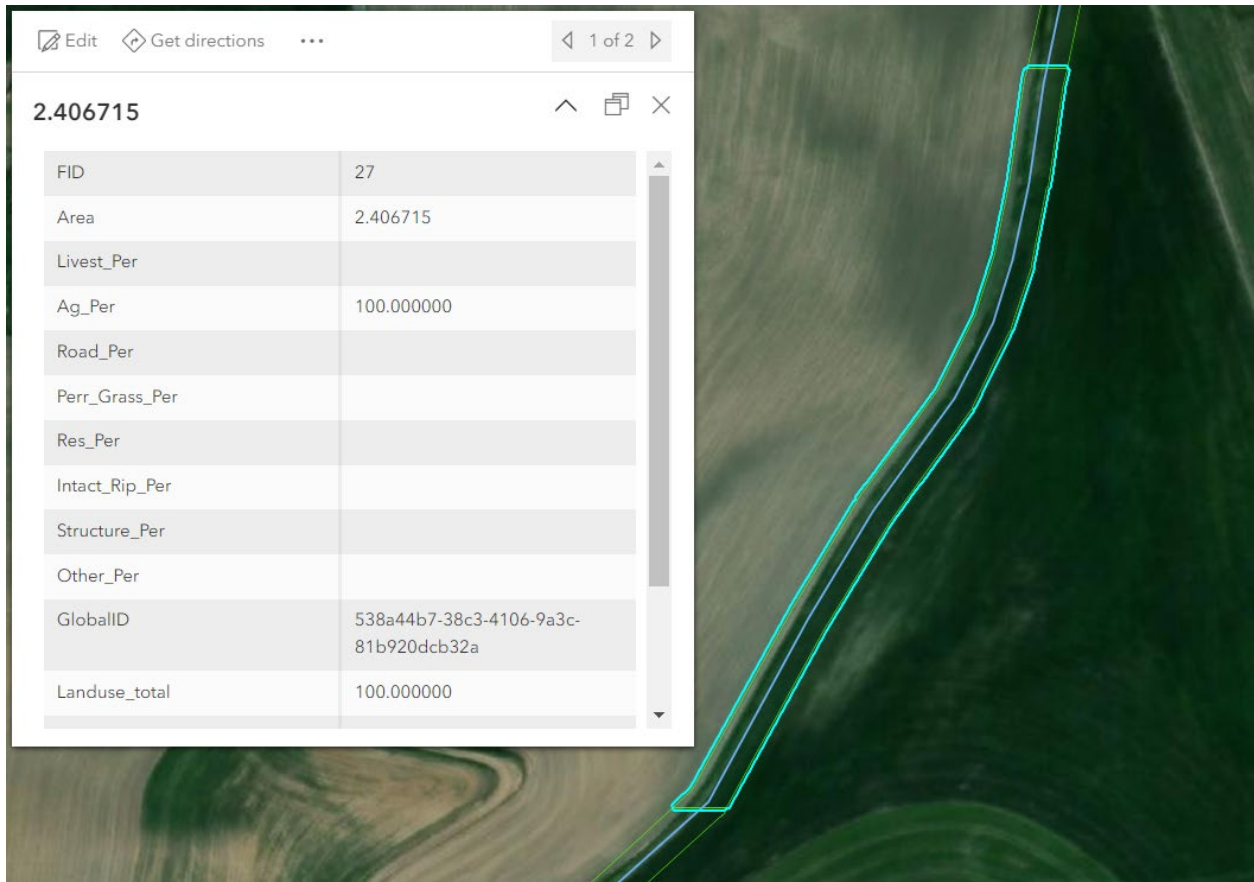 Edit Get directions ... 1 of 2
2.406715
FID 27
Area 2.406715
Livest_Per
Ag_Per 100.000000
Road_Per
Perr_Grass_Per
Res_Per
Intact_Rip_Per
Structure_Per
Other_Per
GlobalID 538a44b7-38c3-4106-9a3c-
81b920dcb32a
Landuse_total 100.000000